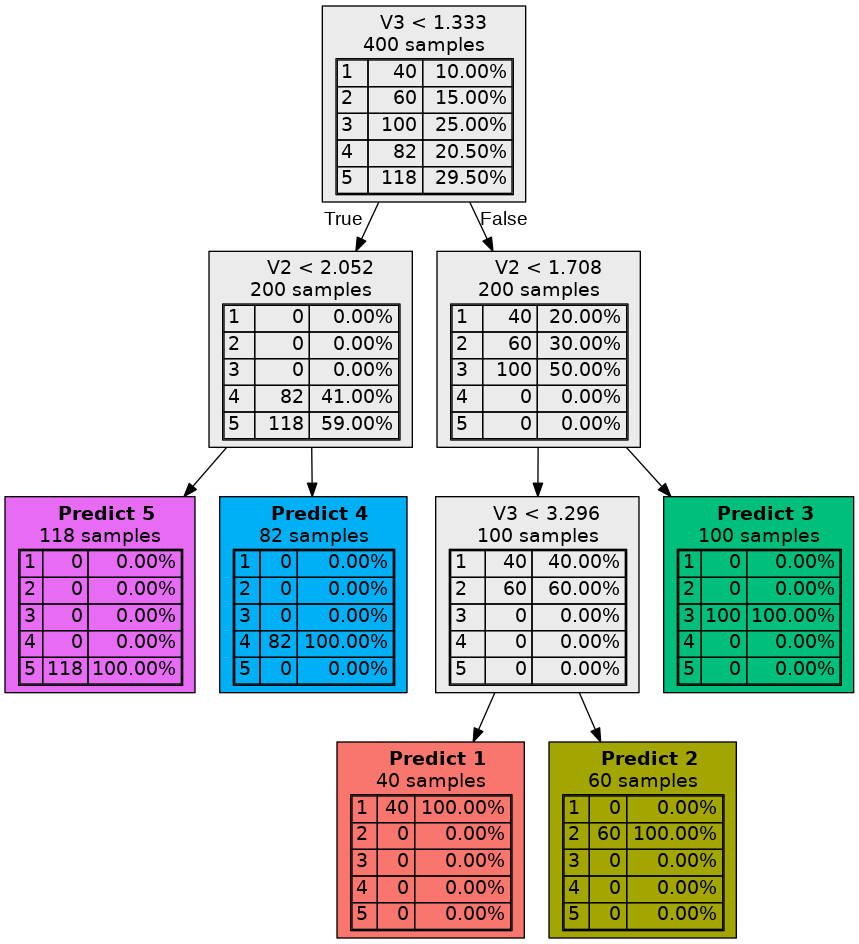 V3 < 1.333
400 samples
1 40 10.00%
2 60 15.00%
3 100 25.00%
4 82 20.50%
5 118 29.50%
True
False
V2 < 2.052
200 samples
1 0 0.00%
2 0 0.00%
3 0 0.00%
4 82 41.00%
5 118 59.00%
V2 < 1.708
200 samples
1 40 20.00%
2 60 30.00%
3 100 50.00%
4 0 0.00%
5 0 0.00%
Predict 5
118 samples
1 0 0.00%
2 0 0.00%
3 0 0.00%
4 0 0.00%
5 118 100.00%
Predict 4
82 samples
1 0 0.00%
2 0 0.00%
3 0 0.00%
4 82 100.00%
5 0 0.00%
V3 < 3.296
100 samples
1 40 40.00%
2 60 60.00%
3 0 0.00%
4 0 0.00%
5 0 0.00%
Predict 3
100 samples
1 0 0.00%
2 0 0.00%
3 100 100.00%
4 0 0.00%
5 0 0.00%
Predict 1
40 samples
1 40 100.00%
2 0 0.00%
3 0 0.00%
4 0 0.00%
5 0 0.00%
Predict 2
60 samples
1 0 0.00%
2 60 100.00%
3 0 0.00%
4 0 0.00%
5 0 0.00%